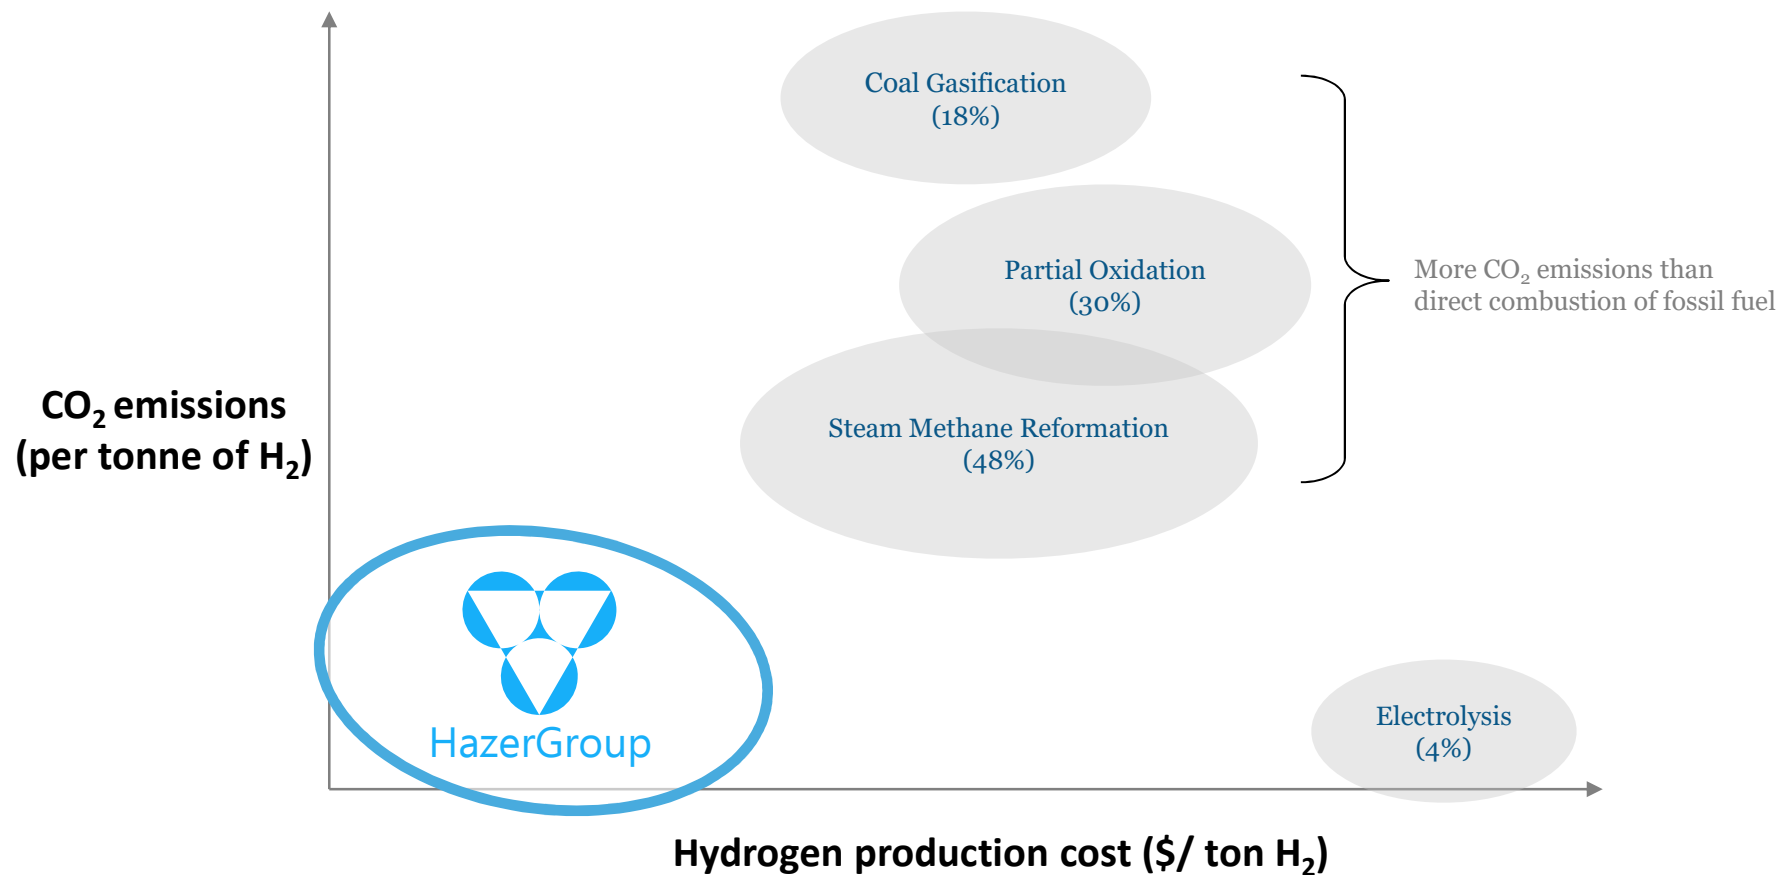 Coal Gasification
(18%)
Partial Oxidation
(30%)
More CO₂ emissions than
direct combustion of fossil fuel
CO₂ emissions
(per tonne of H₂)
Steam Methane Reformation
(48%)
HazerGroup
Electrolysis
(4%)
Hydrogen production cost ($/ ton H₂)